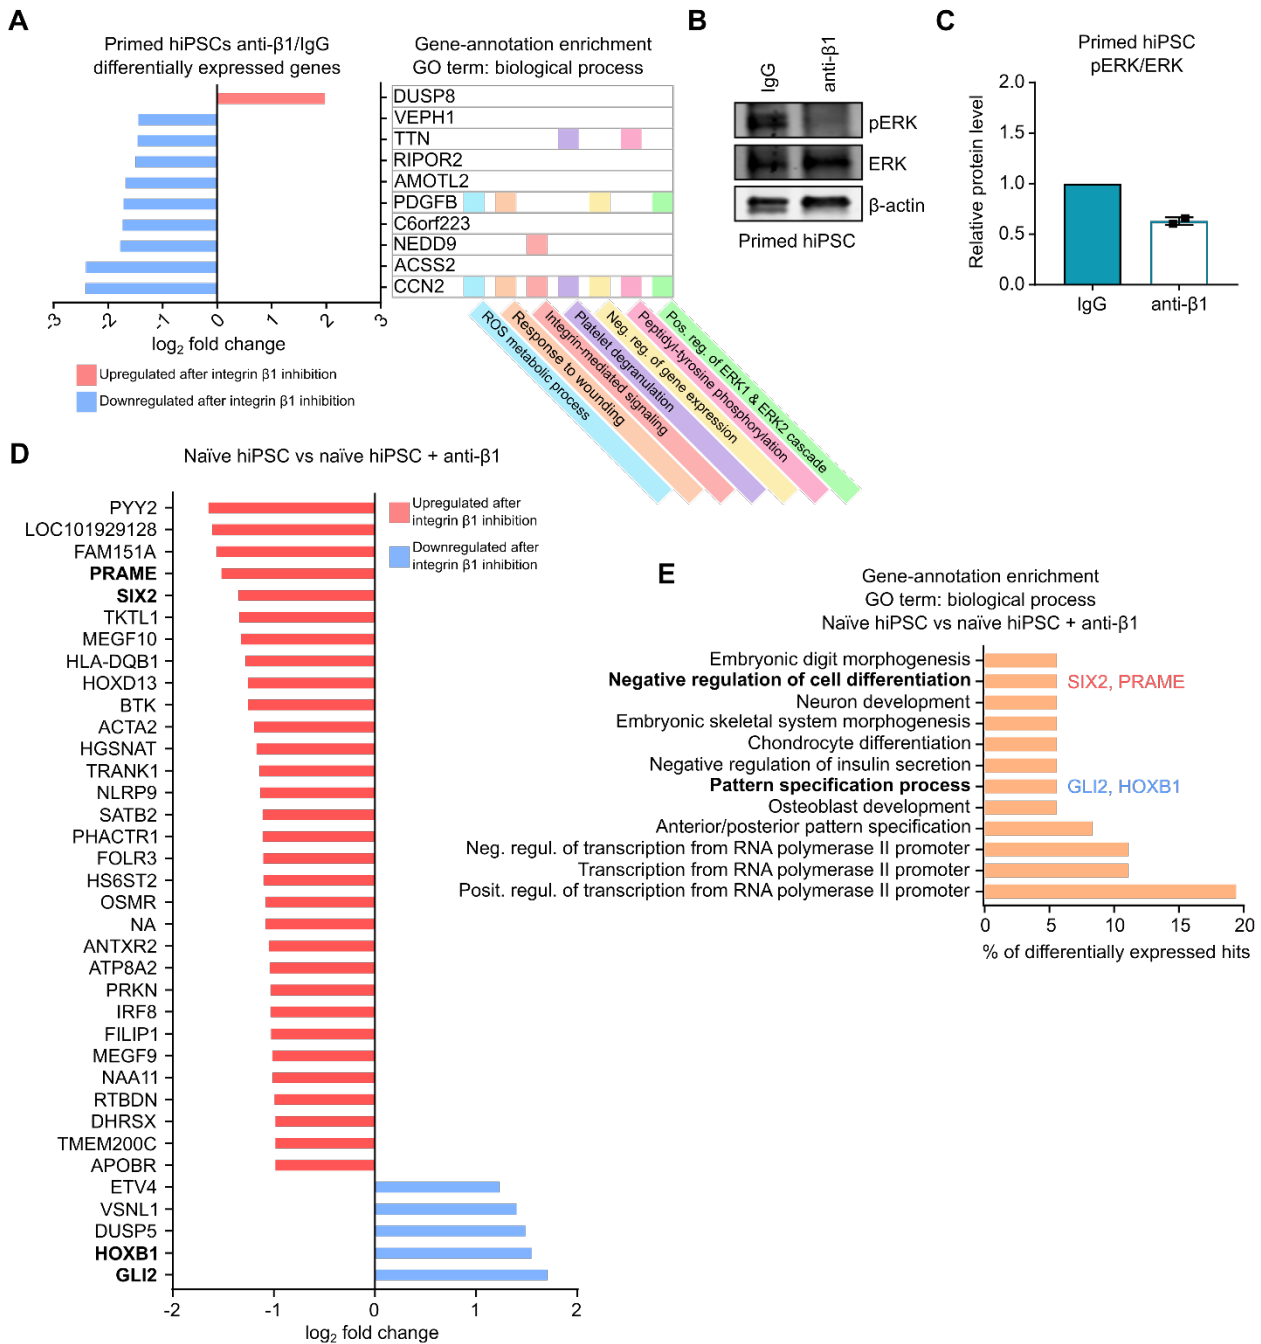 A
Primed hiPSCs anti-β1/IgG
differentially expressed genes
-3
-2
-1
0
1
2
3
log2 fold change
Upregulated after integrin β1 inhibition
Downregulated after integrin β1 inhibition
Gene-annotation enrichment
GO term: biological process
DUSP8
VEPH1
TTN
RIPOR2
AMOTL2
PDGFB
C6orf223
NEDD9
ACSS2
CCN2
ROS metabolic process
Response to wounding
Integrin-mediated signaling
Platelet degranulation
Neg. reg. of gene expression
Peptidyl-tyrosine phosphorylation
Pos. reg. of ERK1 & ERK2 cascade
B
IgG
anti-β1
pERK
ERK
β-actin
Primed hiPSC
C
Primed hiPSC
pERK/ERK
Relative protein level
2.0
1.5
1.0
0.5
0.0
IgG
anti-β1
D
Naïve hiPSC vs naïve hiPSC + anti-β1
Upregulated after
integrin β1 inhibition
Downregulated after
integrin β1 inhibition
PYY2
LOC101929128
FAM151A
PRAME
SIX2
TKTL1
MEGF10
HLA-DQB1
HOXD13
BTK
ACTA2
HGSNAT
TRANK1
NLRP9
SATB2
PHACTR1
FOLR3
HS6ST2
OSMR
NA
ANTXR2
ATP8A2
PRKN
IRF8
FILIP1
MEGF9
NAA11
RTBDN
DHRSX
TMEM200C
APOBR
ETV4
VSNL1
DUSP5
HOXB1
GLI2
-2
-1
0
1
2
log2 fold change
E
Gene-annotation enrichment
GO term: biological process
Naïve hiPSC vs naïve hiPSC + anti-β1
Embryonic digit morphogenesis
Negative regulation of cell differentiation
SIX2, PRAME
Neuron development
Embryonic skeletal system morphogenesis
Chondrocyte differentiation
Negative regulation of insulin secretion
Pattern specification process
GLI2, HOXB1
Osteoblast development
Anterior/posterior pattern specification
Neg. regul. of transcription from RNA polymerase II promoter
Transcription from RNA polymerase II promoter
Posit. regul. of transcription from RNA polymerase II promoter
0
5
10
15
20
% of differentially expressed hits